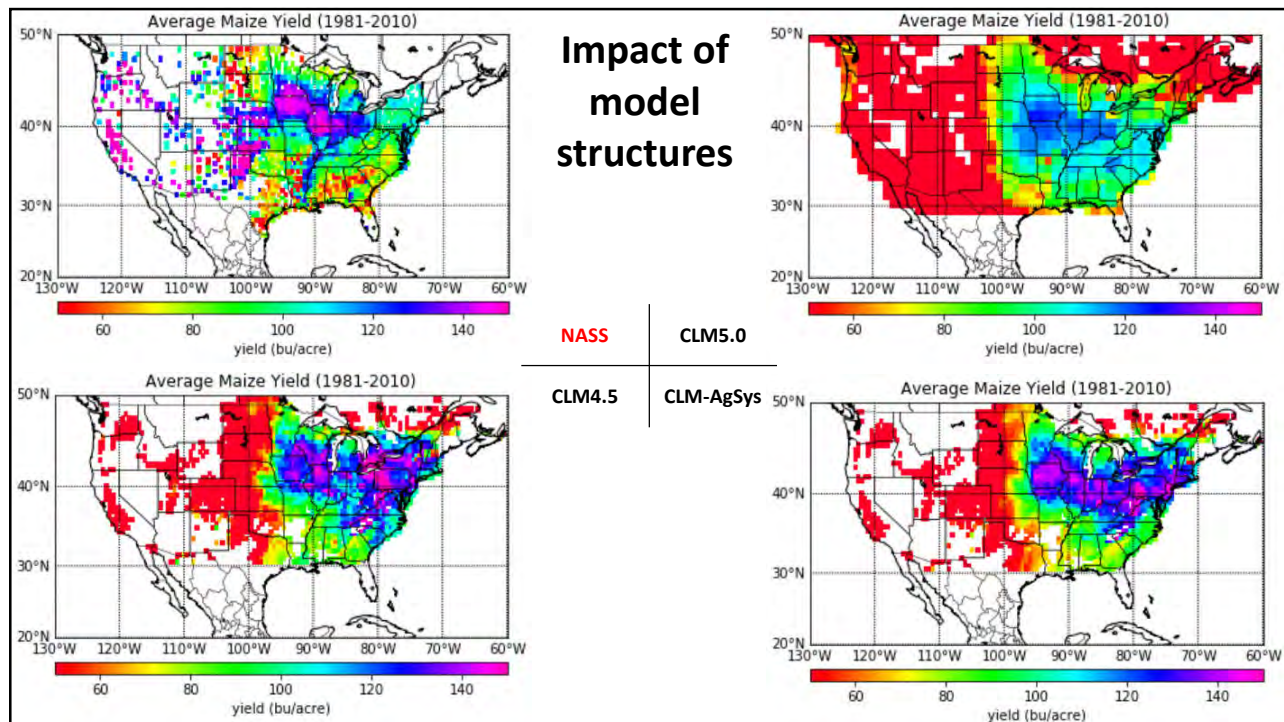 Average Maize Yield (1981-2010)
50°N
40°N
30°N
20°N
130°W 120°W 110°W 100°W 90°W 80°W 70°W 60°W
60 80 100 120 140
yield (bu/acre)
Impact of
model
structures
Average Maize Yield (1981-2010)
50°N
40°N
30°N
20°N
130°W 120°W 110°W 100°W 90°W 80°W 70°W 60°W
60 80 100 120 140
yield (bu/acre)
NASS CLM5.0
CLM4.5 CLM-AgSys
Average Maize Yield (1981-2010)
50°N
40°N
30°N
20°N
130°W 120°W 110°W 100°W 90°W 80°W 70°W 60°W
60 80 100 120 140
yield (bu/acre)
Average Maize Yield (1981-2010)
50°N
40°N
30°N
20°N
130°W 120°W 110°W 100°W 90°W 80°W 70°W 60°W
60 80 100 120 140
yield (bu/acre)